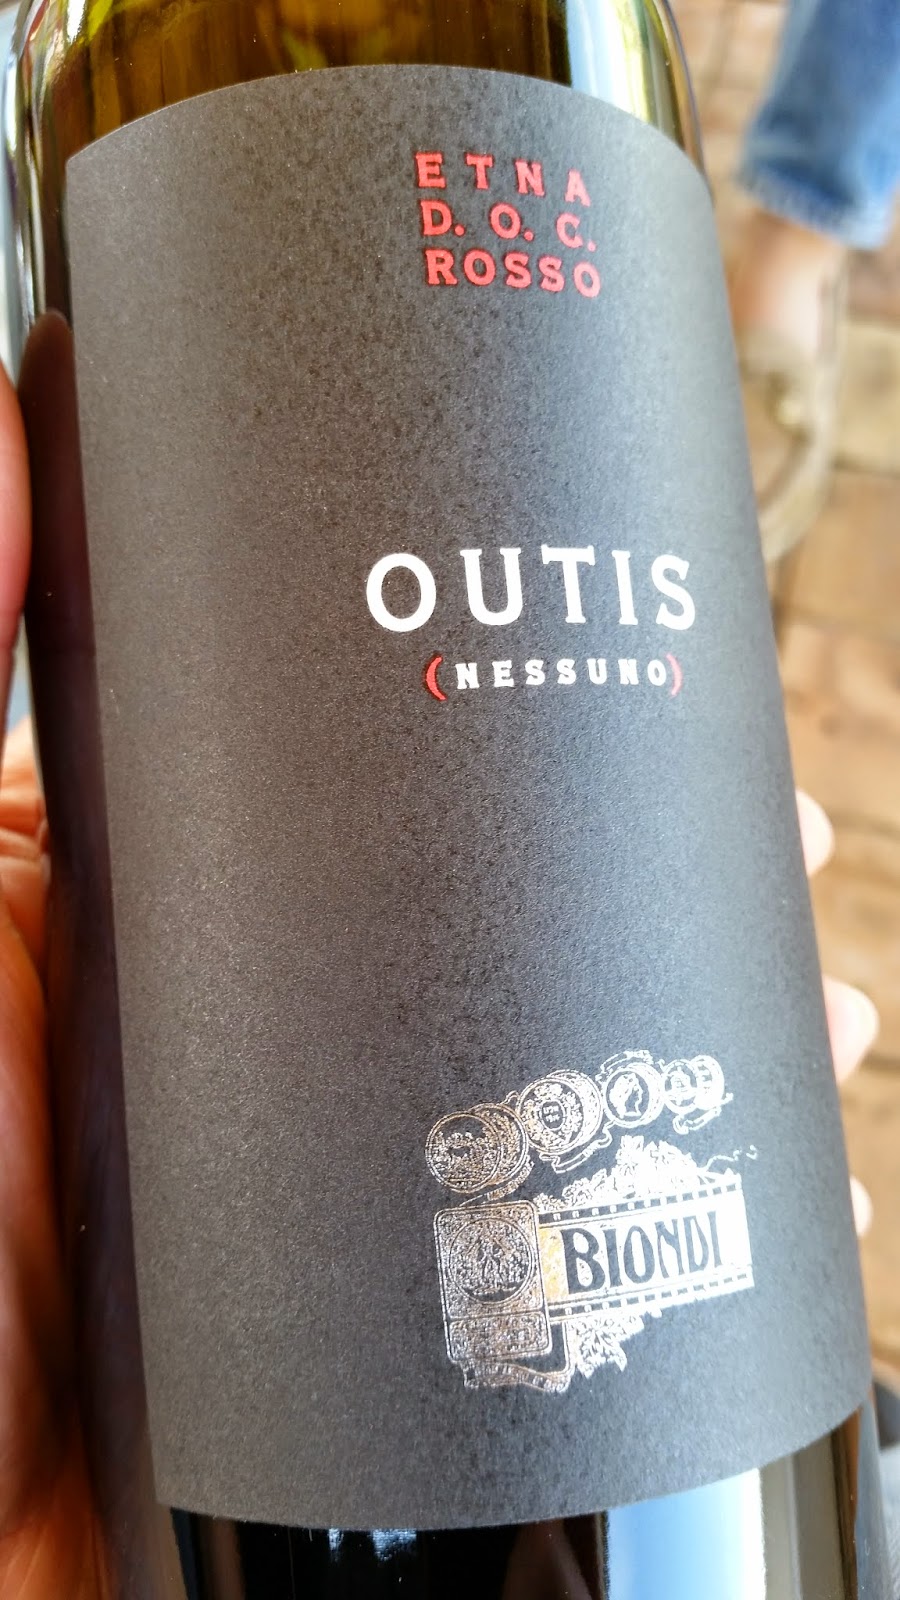 ETNA
D. O. C.
ROSSO
OUTIS
(NESSUNO)
BIONDI